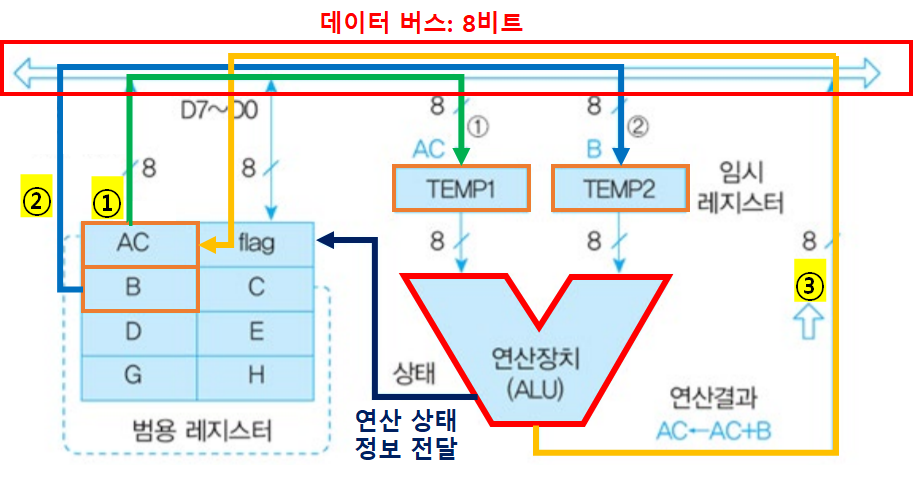 데이터 버스: 8비트
D7~D0
8
①
8
②
AC
B
8
8
②
①
TEMP1
TEMP2
임시
레지스터
AC
flag
8
8
8
B
C
③
D
E
연산장치
(ALU)
G
H
상태
연산결과
AC←AC+B
범용 레지스터
연산 상태
정보 전달